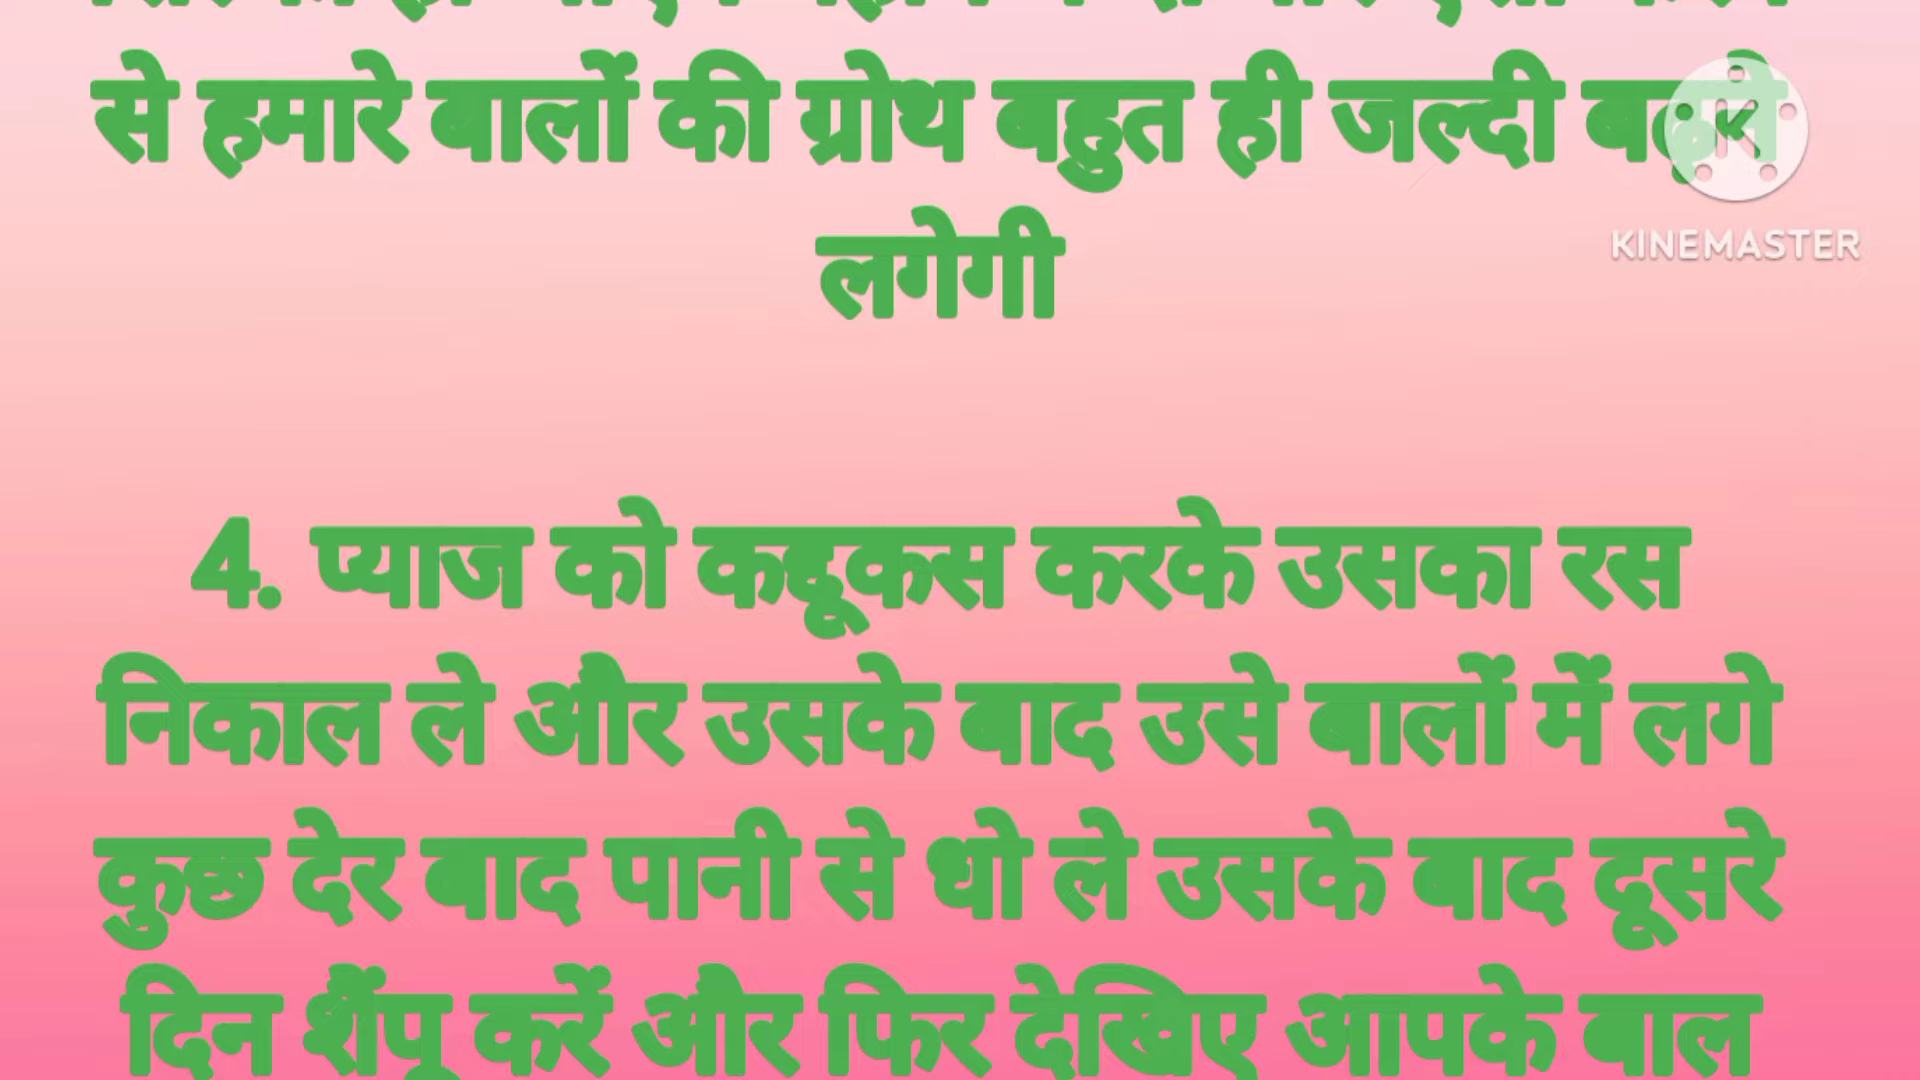 से हमारे बालों की ग्रोथ बहुत ही जल्दी बढ़ने
लगेगी
KINEMASTER
4. प्याज को कद्दूकस करके उसका रस
निकाल ले और उसके बाद उसे बालों में लगे
कुछ देर बाद पानी से धो ले उसके बाद दूसरे
दिन शैंपू करें और फिर देखिए आपके बाल